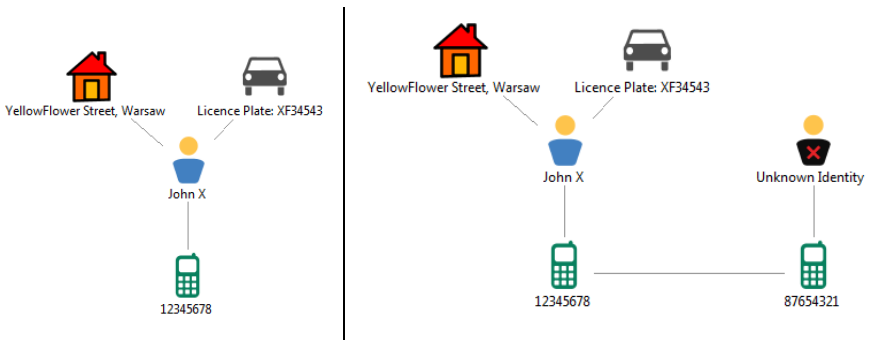 YellowFlower Street, Warsaw
Licence Plate: XF34543
John X
12345678
YellowFlower Street, Warsaw
Licence Plate: XF34543
John X
Unknown Identity
12345678
87654321